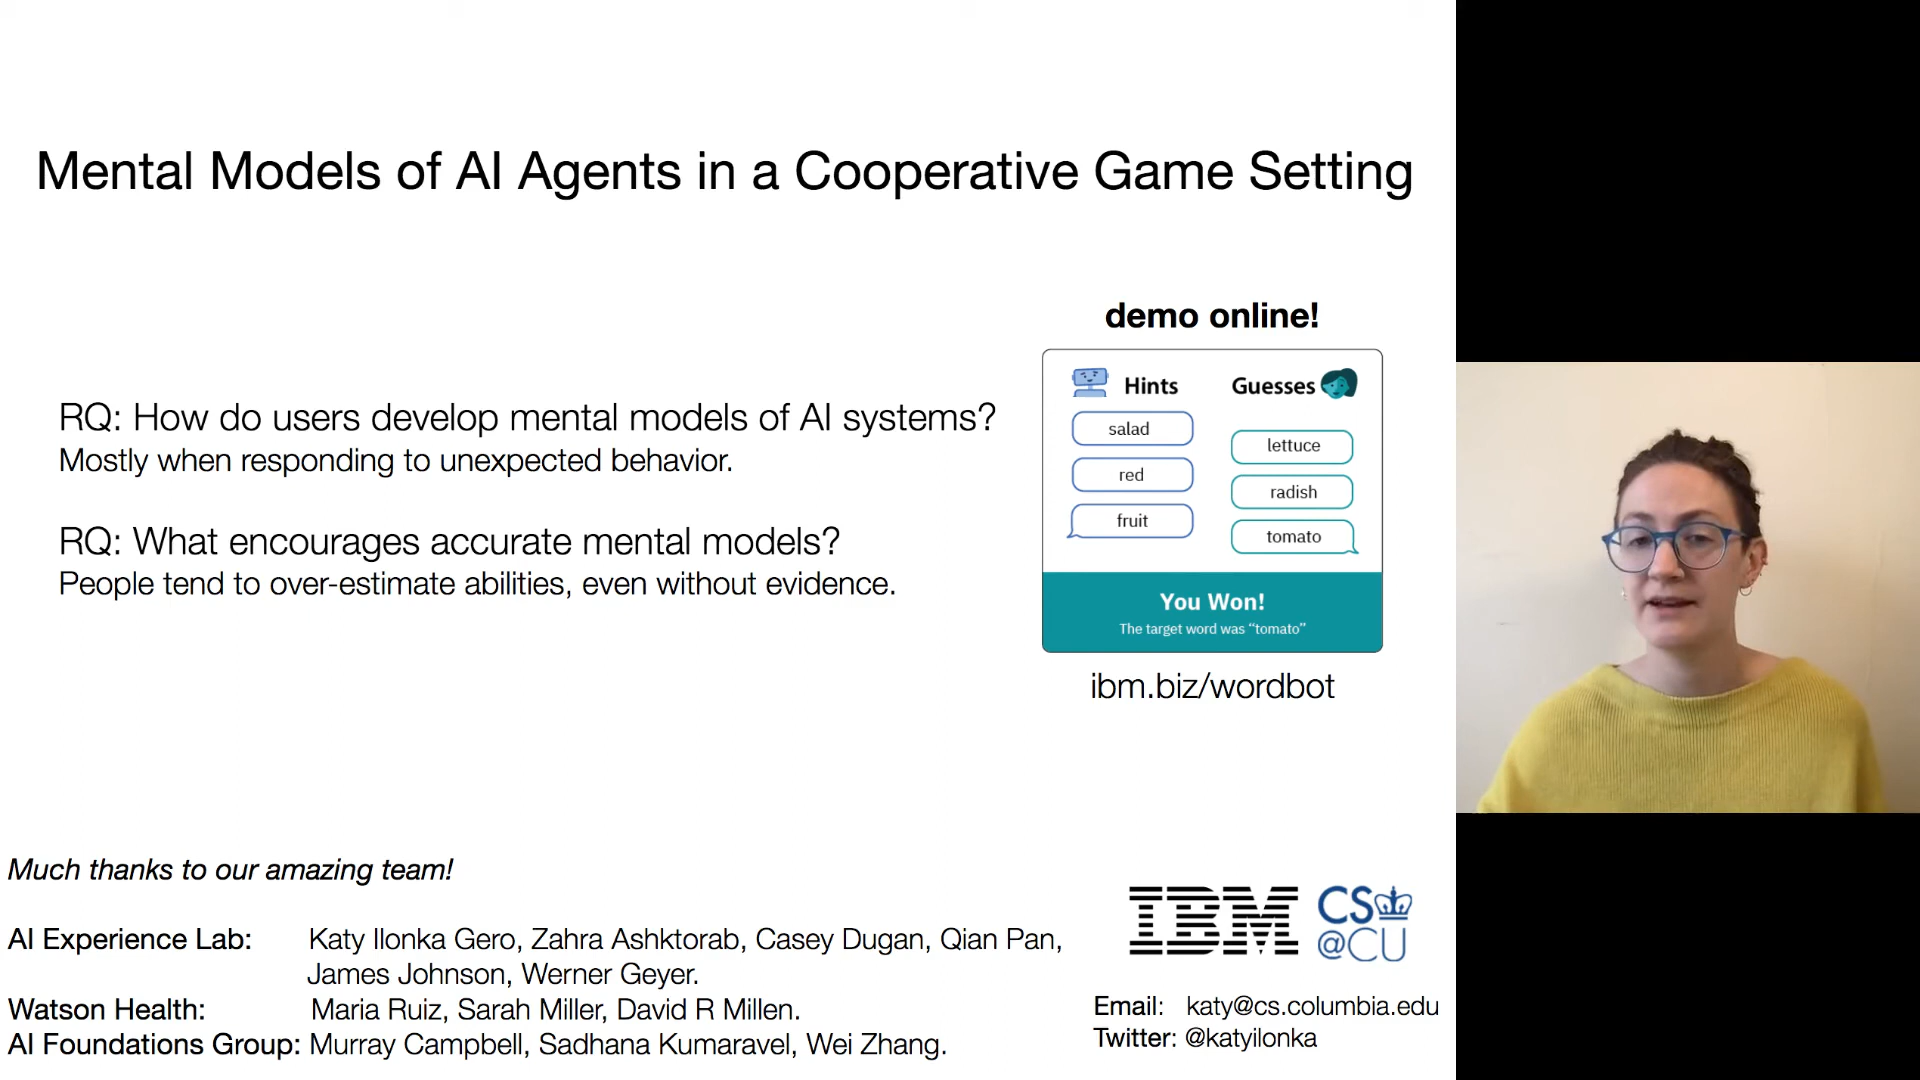 Mental Models of AI Agents in a Cooperative Game Setting
RQ: How do users develop mental models of AI systems?
Mostly when responding to unexpected behavior.
RQ: What encourages accurate mental models?
People tend to over-estimate abilities, even without evidence.
demo online!
Hints
Guesses
salad
lettuce
red
radish
fruit
tomato
You Won!
The target word was “tomato”
ibm.biz/wordbot
Much thanks to our amazing team!
AI Experience Lab: Katy Ilonka Gero, Zahra Ashktorab, Casey Dugan, Qian Pan,
James Johnson, Werner Geyer.
Watson Health: Maria Ruiz, Sarah Miller, David R Millen.
AI Foundations Group: Murray Campbell, Sadhana Kumaravel, Wei Zhang.
IBM
CS
@CU
Email: katy@cs.columbia.edu
Twitter: @katyilonka